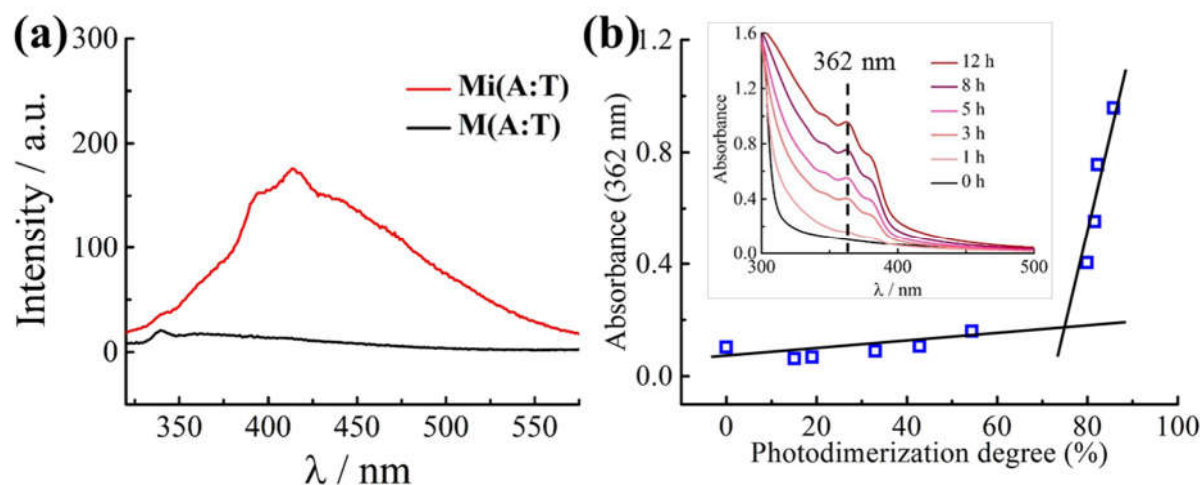 (a)
300
200
100
0
Intensity / a.u.
Mi(A:T)
M(A:T)
350 400 450 500 550
λ / nm
(b)
1.2
0.8
0.4
0.0
Absorbance (362 nm)
0 20 40 60 80 100
Photodimerization degree (%)
1.6
1.2
0.8
0.4
0.0
Absorbance
362 nm
12 h
8 h
5 h
3 h
1 h
0 h
300 400 500
λ / nm